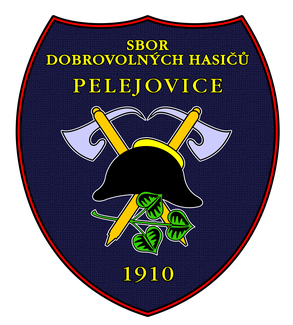 SBOR
DOBROVOLNÝCH HASIČŮ
PELEJOVICE
1910